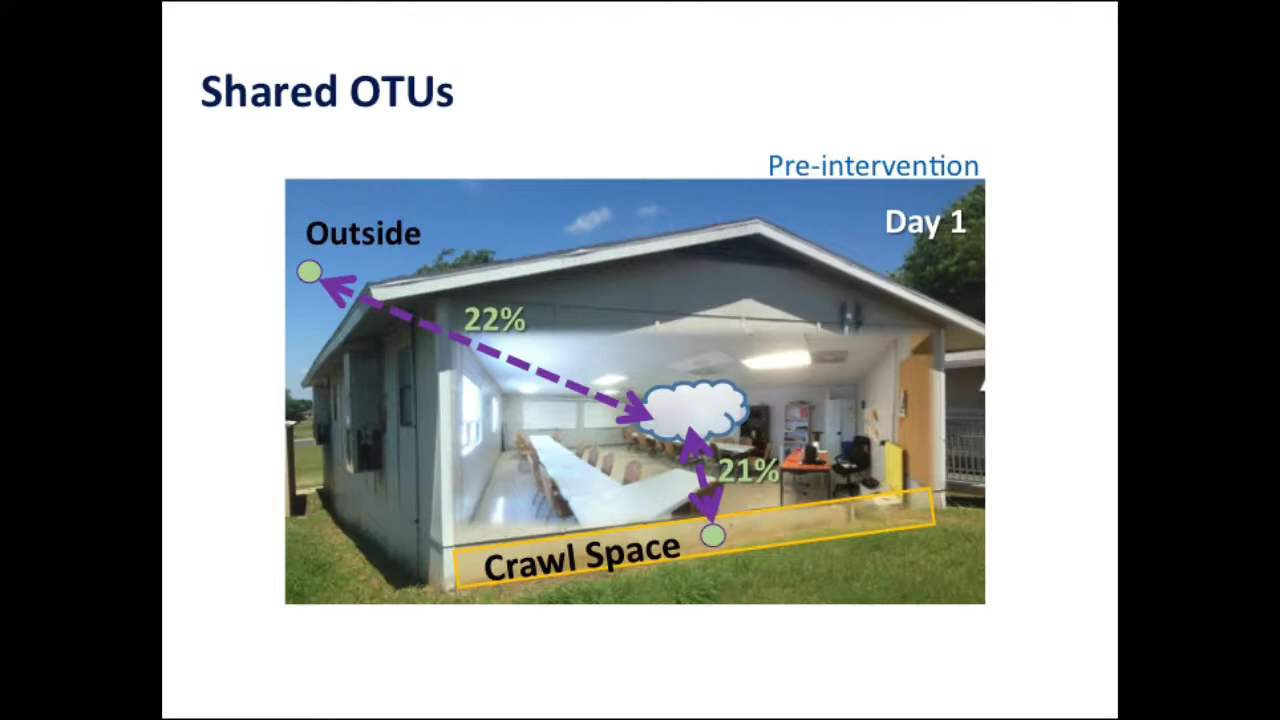 Shared OTUs
Pre-intervention
Day 1
Outside
22%
21%
Crawl Space